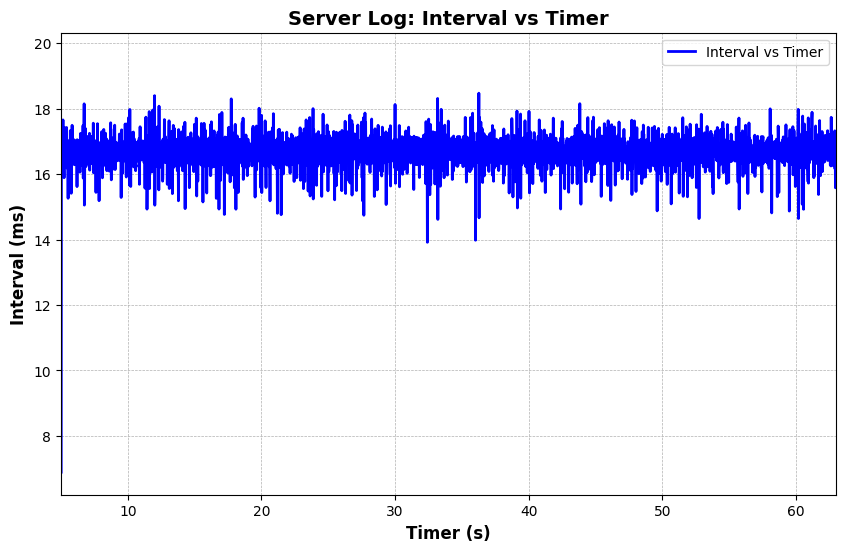 Server Log: Interval vs Timer
Interval vs Timer
20
18
16
14
12
10
8
Interval (ms)
10 20 30 40 50 60
Timer (s)